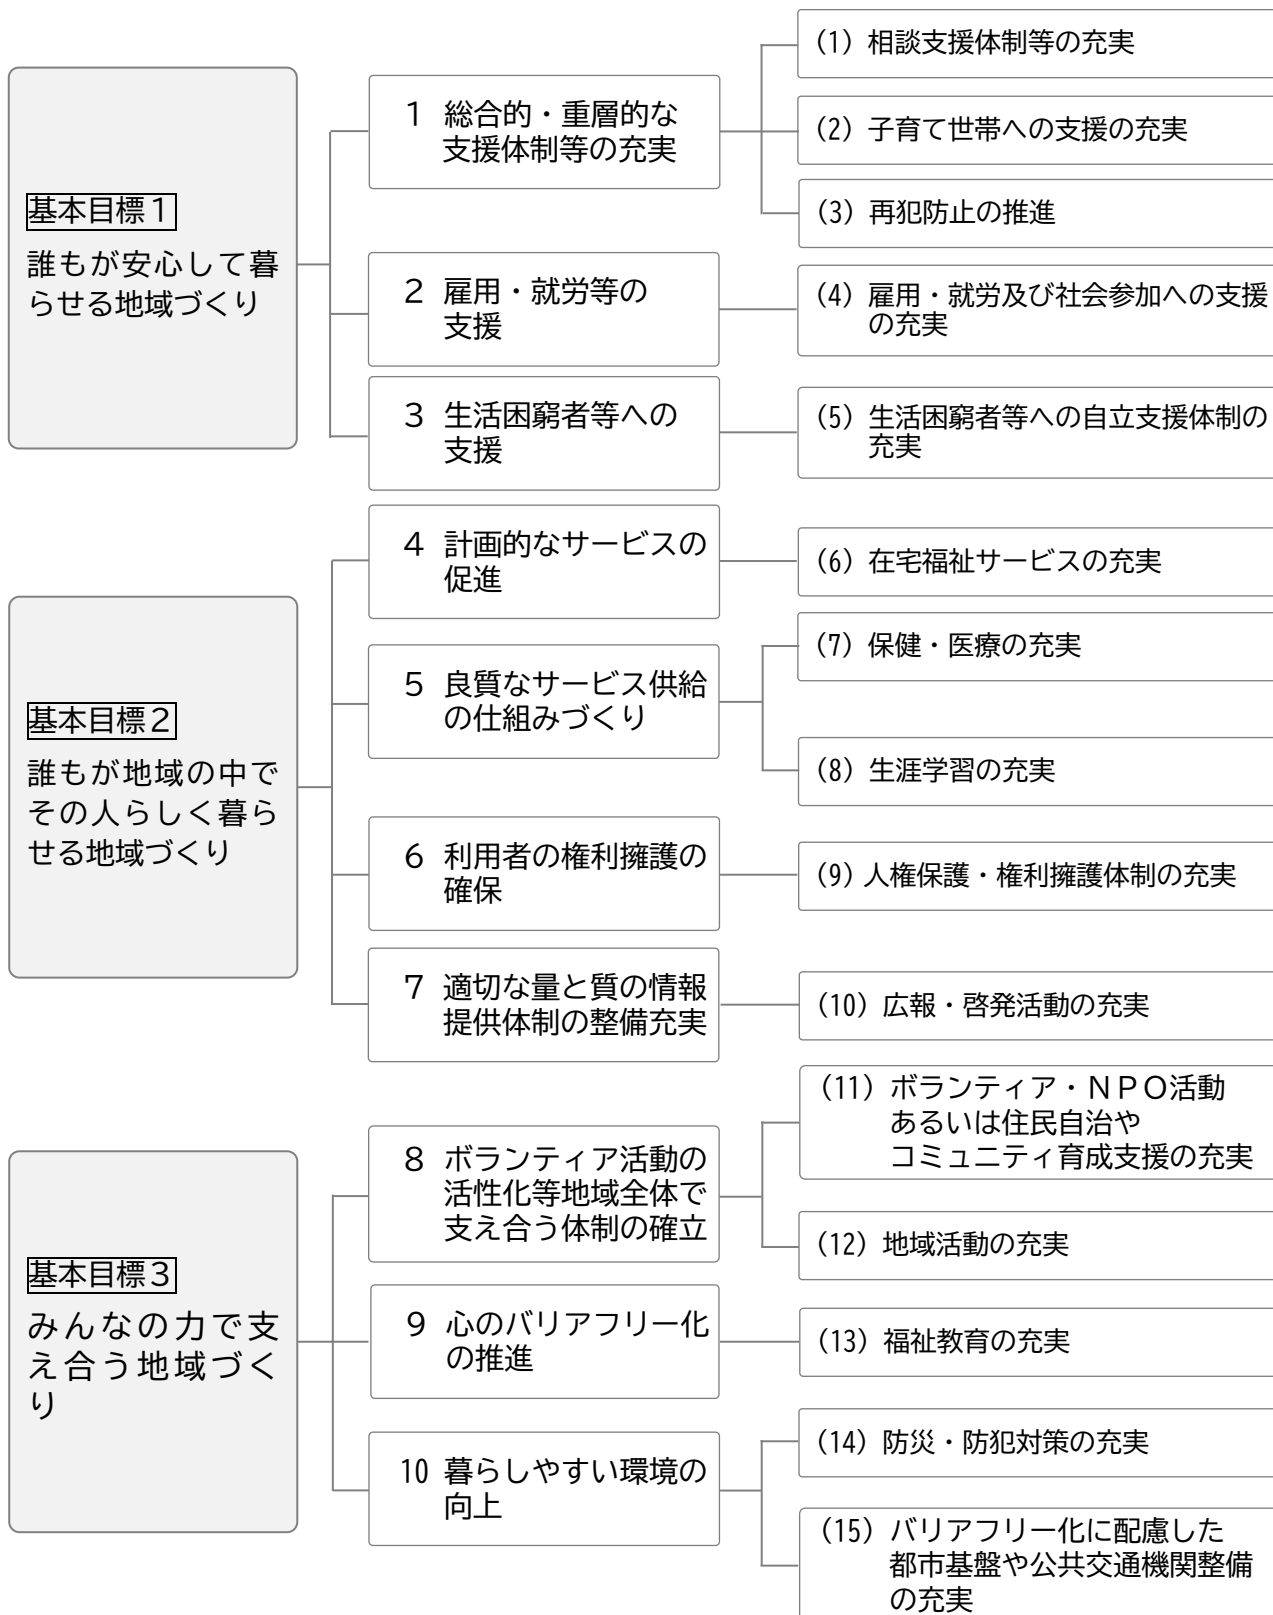 基本目標１
誰もが安心して暮
らせる地域づくり
１ 総合的・重層的な
支援体制等の充実
(1) 相談支援体制等の充実
(2) 子育て世帯への支援の充実
(3) 再犯防止の推進
２ 雇用・就労等の
支援
(4) 雇用・就労及び社会参加への支援
の充実
３ 生活困窮者等への
支援
(5) 生活困窮者等への自立支援体制の
充実
基本目標２
誰もが地域の中で
その人らしく暮ら
せる地域づくり
４ 計画的なサービスの
促進
(6) 在宅福祉サービスの充実
５ 良質なサービス供給
の仕組みづくり
(7) 保健・医療の充実
(8) 生涯学習の充実
６ 利用者の権利擁護の
確保
(9) 人権保護・権利擁護体制の充実
７ 適切な量と質の情報
提供体制の整備充実
(10) 広報・啓発活動の充実
基本目標３
みんなの力で支
え合う地域づく
り
８ ボランティア活動の
活性化等地域全体で
支え合う体制の確立
(11) ボランティア・ＮＰＯ活動
あるいは住民自治や
コミュニティ育成支援の充実
(12) 地域活動の充実
９ 心のバリアフリー化
の推進
(13) 福祉教育の充実
10 暮らしやすい環境の
向上
(14) 防災・防犯対策の充実
(15) バリアフリー化に配慮した
都市基盤や公共交通機関整備
の充実